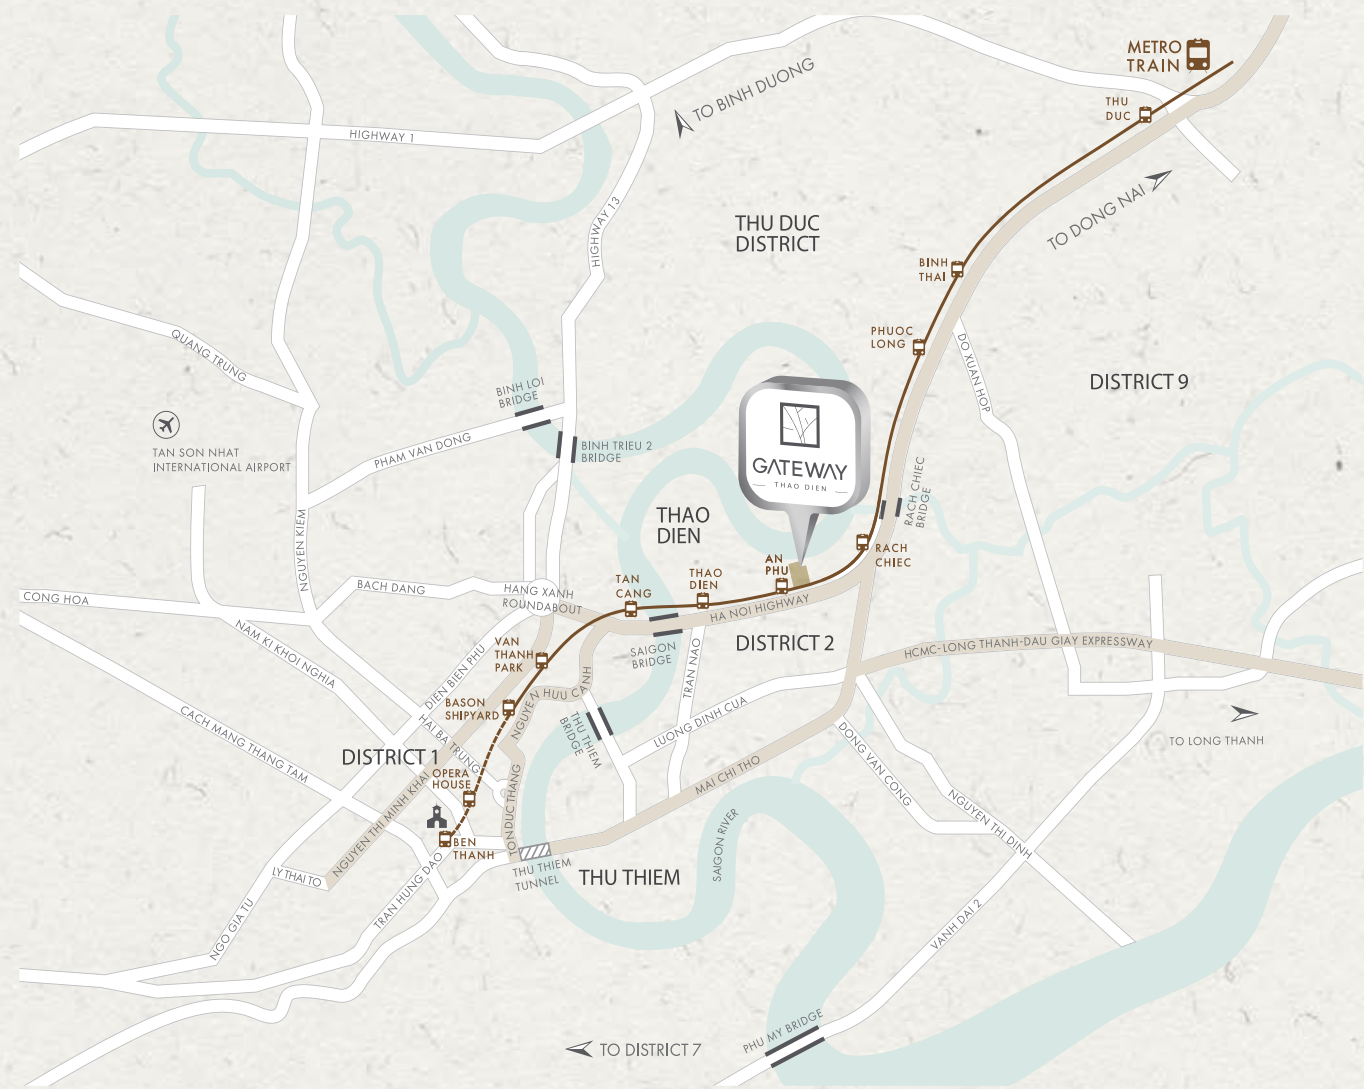 METRO
TRAIN
THU
DUC
TO BINH DUONG
HIGHWAY 1
HIGHWAY 13
TO DONG NAI
THU DUC
DISTRICT
BINH
THAI
PHUOC
LONG
QUANG TRUNG
DO XUAN HOP
DISTRICT 9
BINH LOI
BRIDGE
TAN SON NHAT
INTERNATIONAL AIRPORT
PHAM VAN DONG
BINH TRIEU 2
BRIDGE
GATEWAY
THAO DIEN
RACH CHIEC
BRIDGE
THAO
DIEN
NGUYEN KIEM
RACH
CHIEC
AN
PHU
THAO
DIEN
TAN
CANG
BACH DANG
HANG XANH
ROUNDABOUT
CONG HOA
HA NOI HIGHWAY
NAM KI KHOI NGHIA
VAN
THANH
PARK
SAIGON
BRIDGE
DISTRICT 2
HCMC-LONG THANH-DAU GIAY EXPRESSWAY
DIEN BIEN PHU
TRAN NAO
NGUYEN HUU CANH
BASON
SHIPYARD
CACH MANG THANG TAM
HAI BA TRUNG
THU THIEM
BRIDGE
LUONG DINH CUA
TO LONG THANH
DISTRICT 1
OPERA
HOUSE
MAI CHI THO
DONG VAN CONG
NGUYEN THI DINH
NGUYEN THI MINH KHAI
TON DUC THANG
BEN
THANH
SAIGON RIVER
THU THIEM
TUNNEL
THU THIEM
LY THAI TO
TRAN HUNG DAO
NGO GIA TU
VANH DAI 2
PHU MY BRIDGE
TO DISTRICT 7